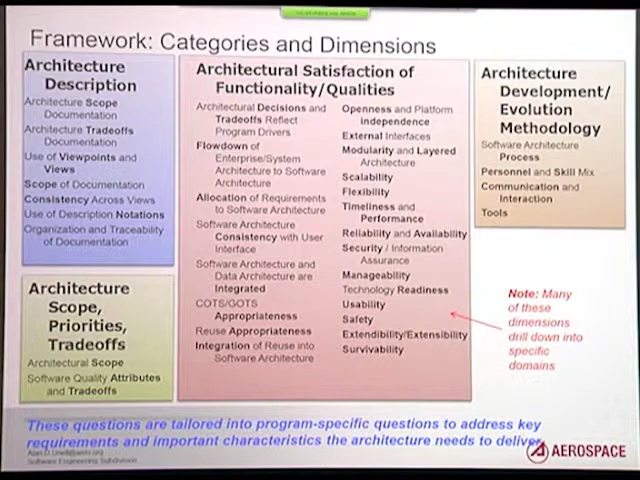 Framework: Categories and Dimensions
Architecture
Description
Architecture Scope
Documentation
Architecture Tradeoffs
Documentation
Use of Viewpoints and
Views
Scope of Documentation
Consistency Across Views
Use of Description Notations
Organization and Traceability
of Documentation
Architecture
Scope,
Priorities,
Tradeoffs
Architectural Scope
Software Quality Attributes
and Tradeoffs
Architectural Satisfaction of
Functionality/Qualities
Architectural Decisions and
Tradeoffs Reflect
Program Drivers
Flowdown of
Enterprise/System
Architecture to Software
Architecture
Allocation of Requirements
to Software Architecture
Software Architecture
Consistency with User
Interface
Software Architecture and
Data Architecture are
Integrated
COTS/GOTS
Appropriateness
Reuse Appropriateness
Integration of Reuse into
Software Architecture
Openness and Platform
Independence
External Interfaces
Modularity and Layered
Architecture
Scalability
Flexibility
Timeliness and
Performance
Reliability and Availability
Security / Information
Assurance
Manageability
Technology Readiness
Usability
Safety
Extendibility/Extensibility
Survivability
Architecture
Development/
Evolution
Methodology
Software Architecture
Process
Personnel and Skill Mix
Communication and
Interaction
Tools
Note: Many
of these
dimensions
drill down into
specific
domains
These questions are tailored into program-specific questions to address key
requirements and important characteristics the architecture needs to deliver.
Software Engineering Subdivision
AEROSPACE